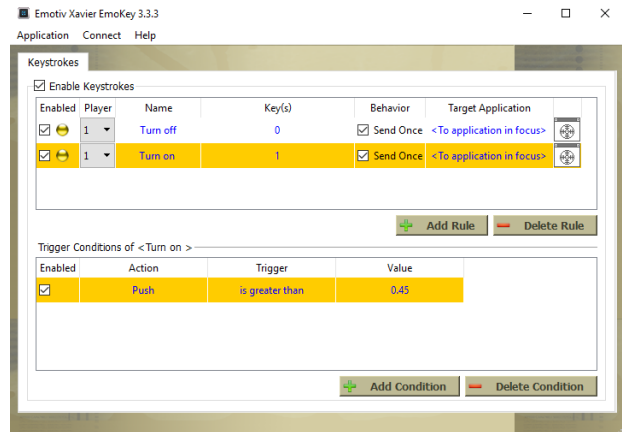 Emotiv Xavier EmoKey 3.3.3
Application Connect Help
Keystrokes
Enable Keystrokes
Enabled Player Name Key(s) Behavior Target Application
1 Turn off 0 Send Once <To application in focus>
1 Turn on 1 Send Once <To application in focus>
Add Rule Delete Rule
Trigger Conditions of <Turn on >
Enabled Action Trigger Value
Push is greater than 0.45
Add Condition Delete Condition